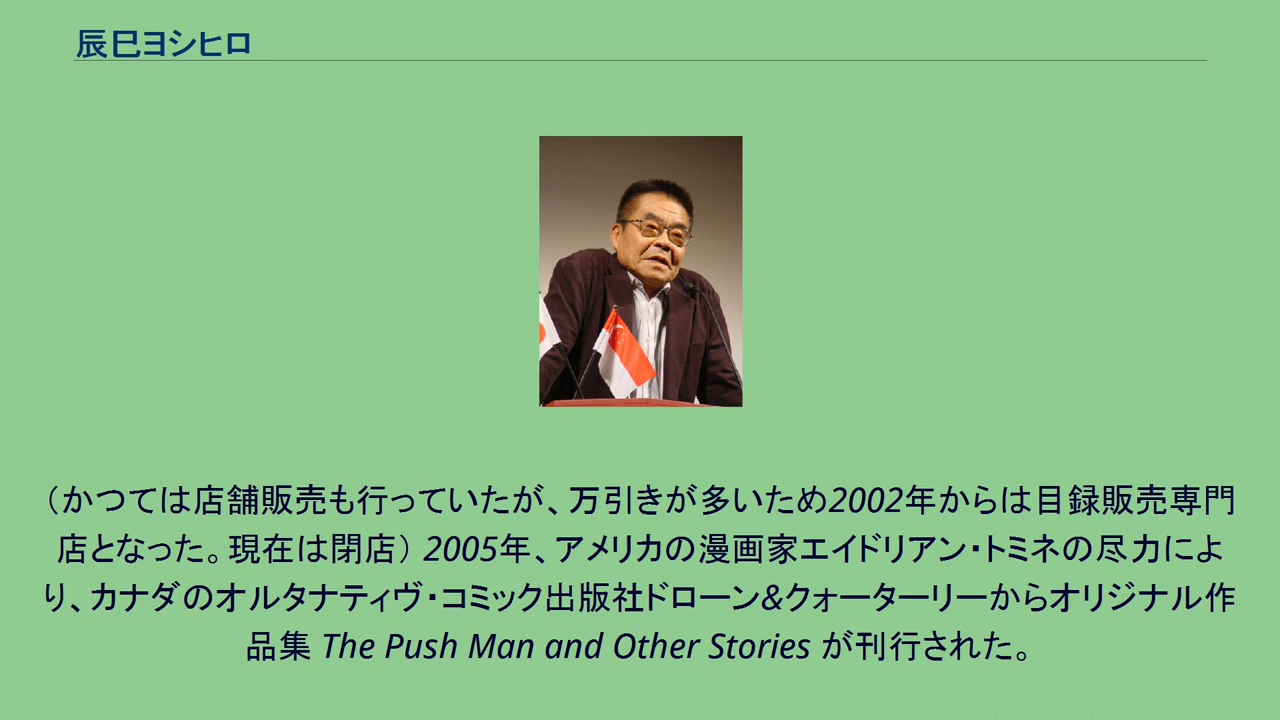 辰巳ヨシヒロ
（かつては店舗販売も行っていたが、万引きが多いため2002年からは目録販売専門
店となった。現在は閉店） 2005年、アメリカの漫画家エイドリアン・トミネの尽力によ
り、カナダのオルタナティヴ・コミック出版社ドローン&クォーターリーからオリジナル作
品集 The Push Man and Other Stories が刊行された。